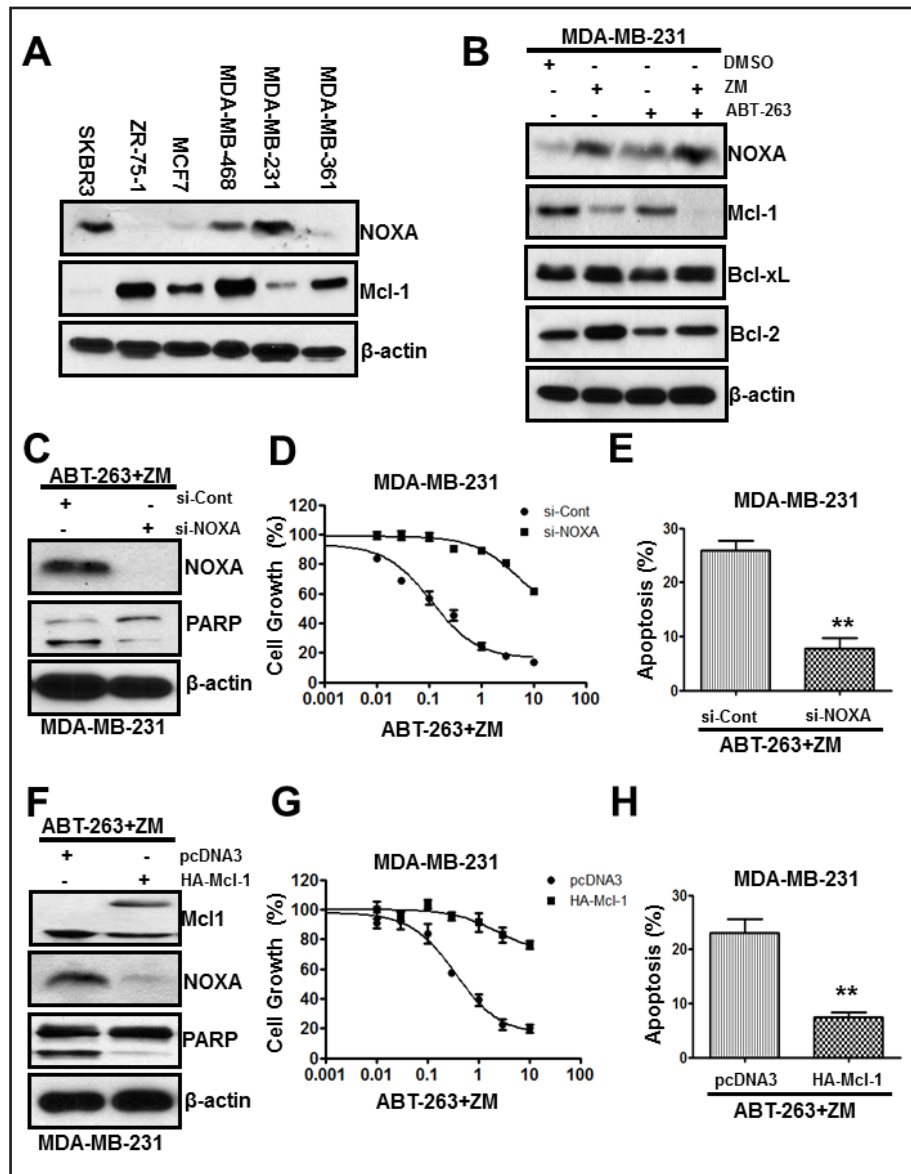 A
SKBR3
ZR-75-1
MCF7
MDA-MB-468
MDA-MB-231
MDA-MB-361
NOXA
Mcl-1
β-actin
B
MDA-MB-231
+ - - - DMSO
- + - + ZM
- - + + ABT-263
NOXA
Mcl-1
Bcl-xL
Bcl-2
β-actin
C
ABT-263+ZM
+ - si-Cont
- + si-NOXA
NOXA
PARP
β-actin
MDA-MB-231
D
MDA-MB-231
si-Cont
si-NOXA
Cell Growth (%)
120
100
80
60
40
20
0
0.001 0.01 0.1 1 10 100
ABT-263+ZM
E
MDA-MB-231
Apoptosis (%)
30
20
10
0
**
si-Cont si-NOXA
ABT-263+ZM
F
ABT-263+ZM
+ - pcDNA3
- + HA-Mcl-1
Mcl1
NOXA
PARP
β-actin
MDA-MB-231
G
MDA-MB-231
pcDNA3
HA-Mcl-1
Cell Growth (%)
120
100
80
60
40
20
0
0.001 0.01 0.1 1 10 100
ABT-263+ZM
H
MDA-MB-231
Apoptosis (%)
30
20
10
0
**
pcDNA3 HA-Mcl-1
ABT-263+ZM